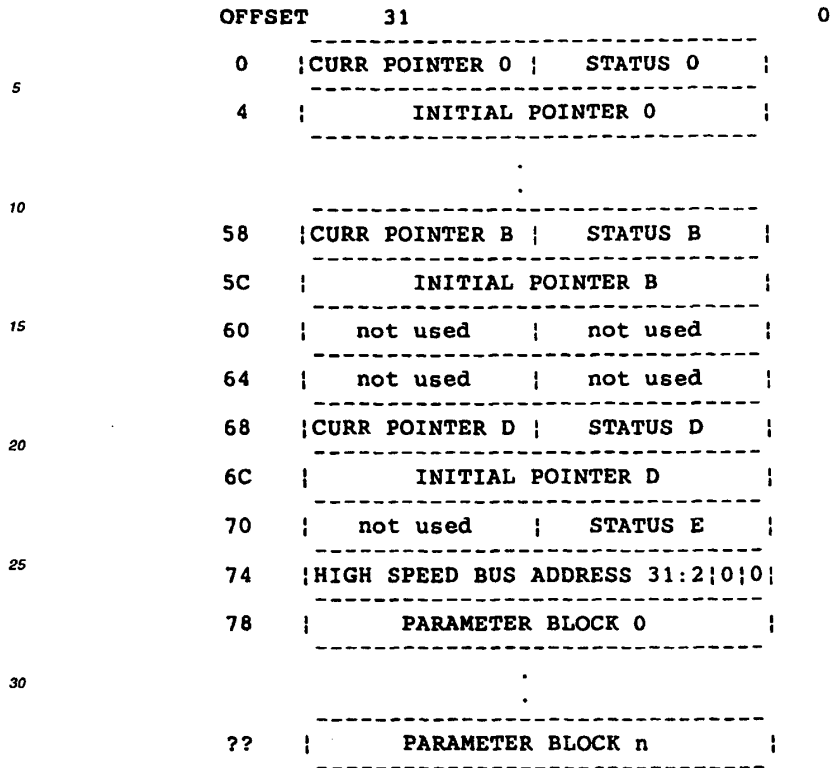 OFFSET 31 0
0 |CURR POINTER 0 | STATUS 0 |
5
4 | INITIAL POINTER 0 |
.
.
10
58 |CURR POINTER B | STATUS B |
5C | INITIAL POINTER B |
15
60 | not used | not used |
64 | not used | not used |
68 |CURR POINTER D | STATUS D |
20
6C | INITIAL POINTER D |
70 | not used | STATUS E |
25
74 |HIGH SPEED BUS ADDRESS 31:2|0|0|
78 | PARAMETER BLOCK 0 |
30
.
.
?? | PARAMETER BLOCK n |